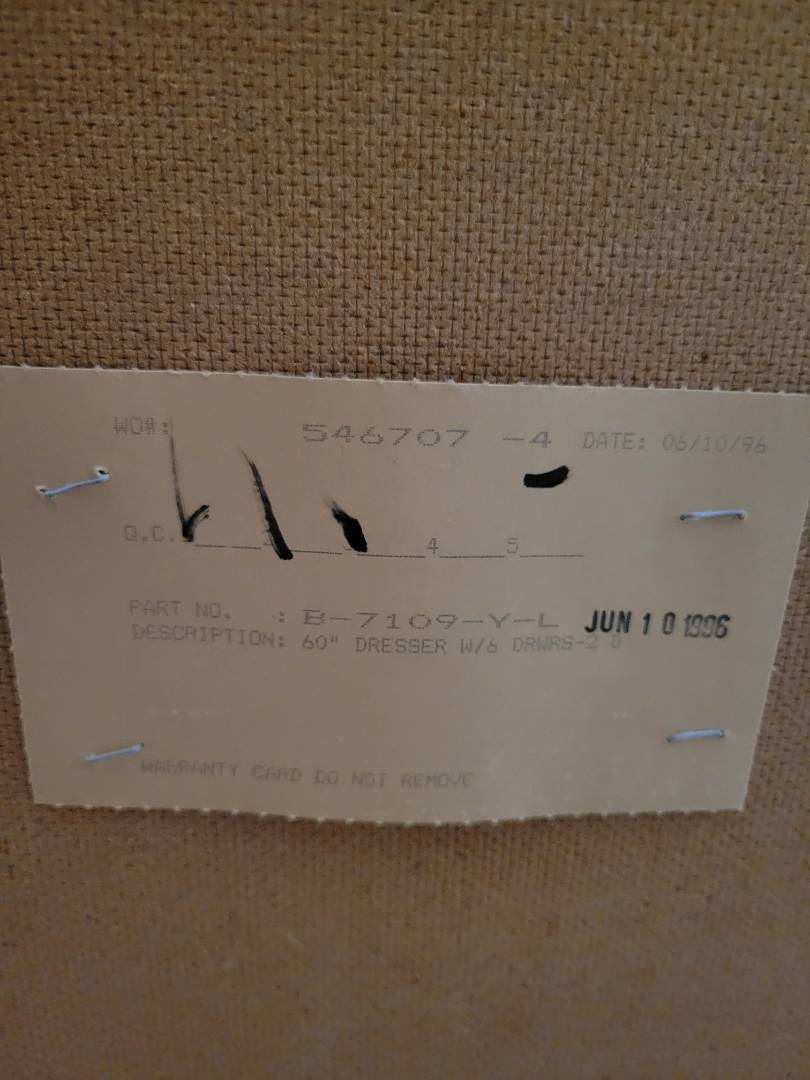 WO#: 546707 -4 DATE: 06/10/96
Q.C. 4 5
PART NO. : B-7109-Y-L JUN 10 1996
DESCRIPTION: 60" DRESSER W/6 DRWRS-2
WARRANTY CARD DO NOT REMOVE